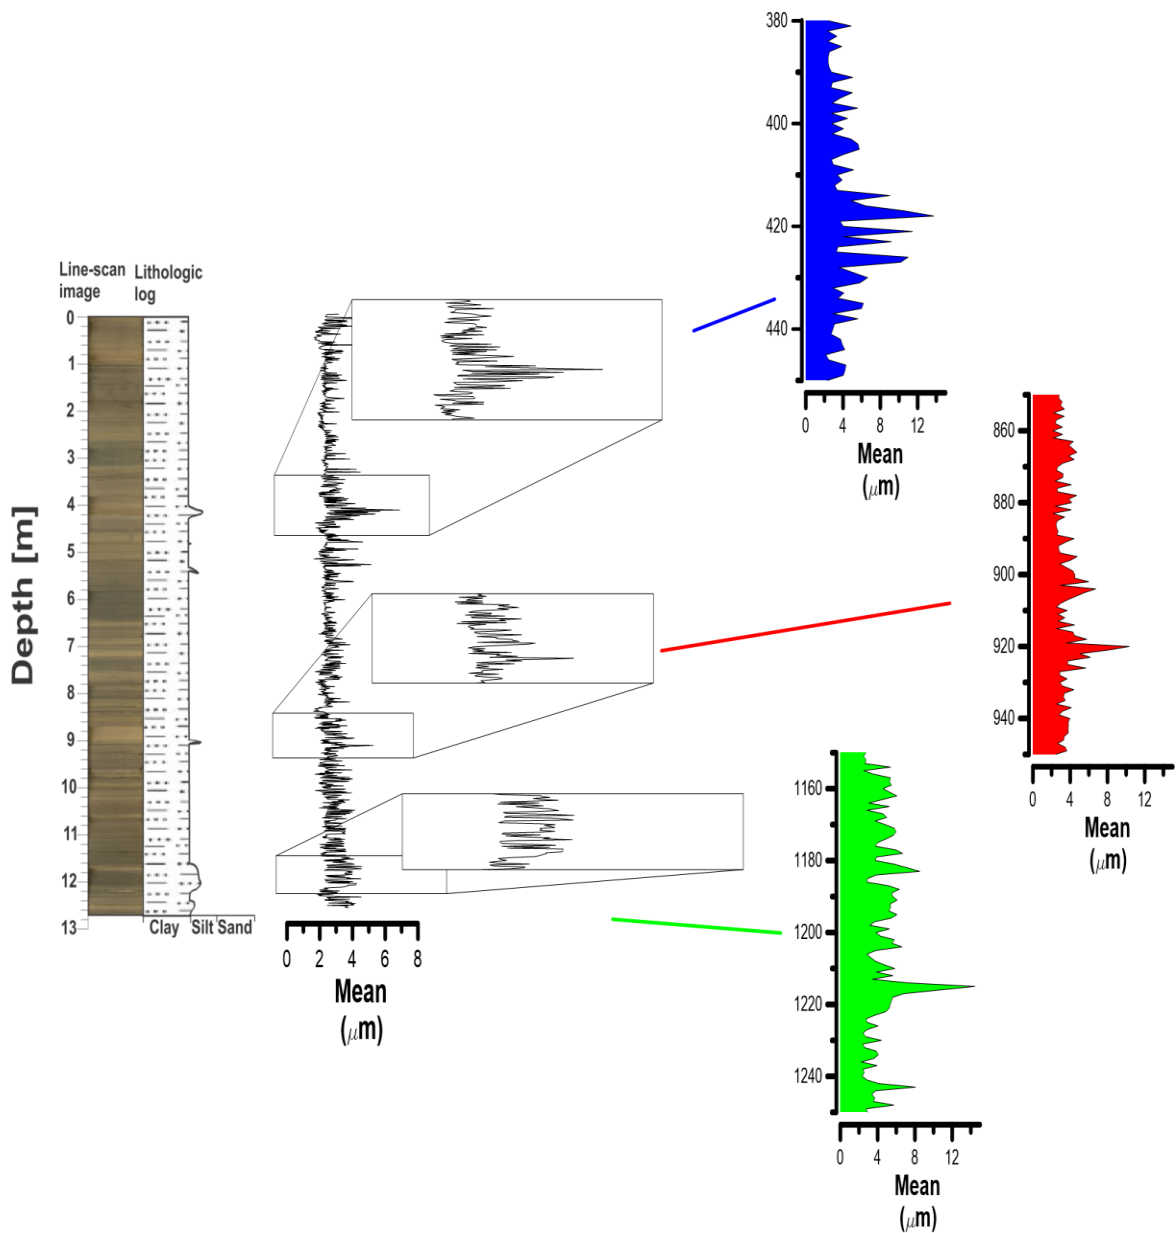 Line-scan image
Lithologic log
Depth [m]
0
1
2
3
4
5
6
7
8
9
10
11
12
13
Clay Silt Sand
0 2 4 6 8
Mean
(μm)
380
400
420
440
0 4 8 12
Mean
(μm)
860
880
900
920
940
0 4 8 12
Mean
(μm)
1160
1180
1200
1220
1240
0 4 8 12
Mean
(μm)